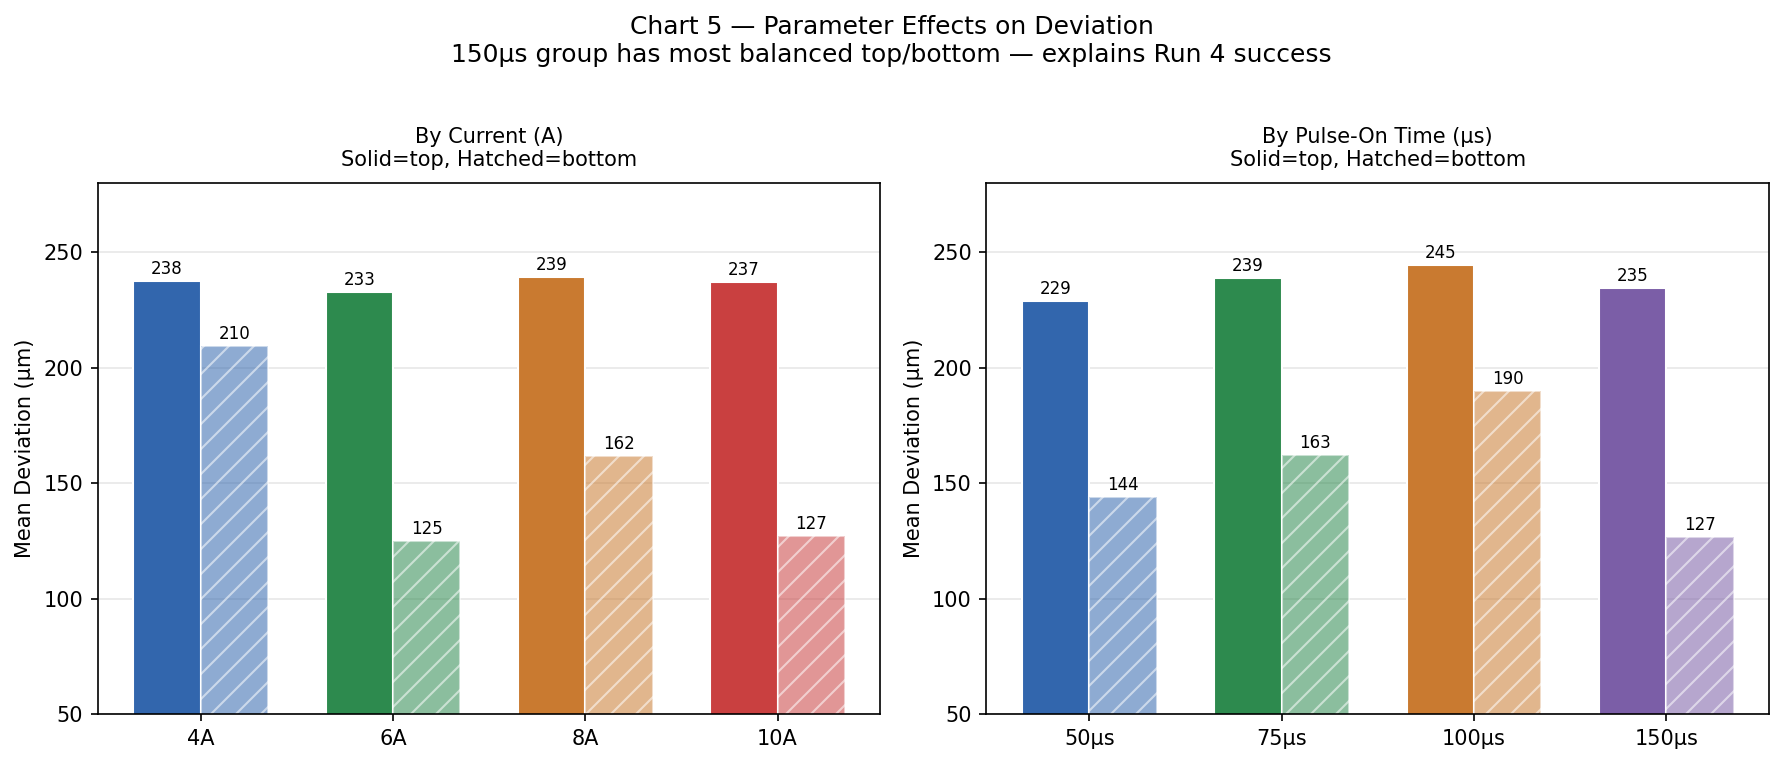 Chart 5 — Parameter Effects on Deviation
150µs group has most balanced top/bottom — explains Run 4 success
By Current (A)
Solid=top, Hatched=bottom
Mean Deviation (µm)
250
200
150
100
50
238
210
233
125
239
162
237
127
4A
6A
8A
10A
By Pulse-On Time (µs)
Solid=top, Hatched=bottom
Mean Deviation (µm)
250
200
150
100
50
229
144
239
163
245
190
235
127
50µs
75µs
100µs
150µs